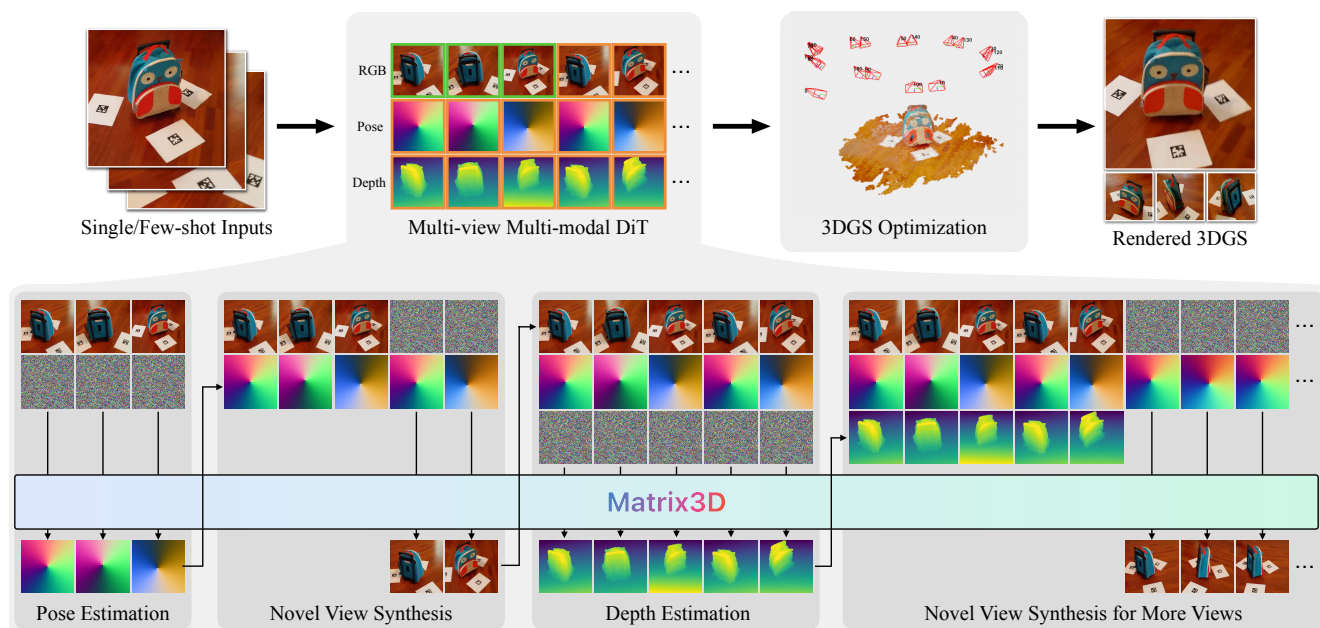 RGB
Pose
Depth
...
...
...
Single/Few-shot Inputs
Multi-view Multi-modal DiT
3DGS Optimization
Rendered 3DGS
...
...
Matrix3D
...
Pose Estimation
Novel View Synthesis
Depth Estimation
Novel View Synthesis for More Views